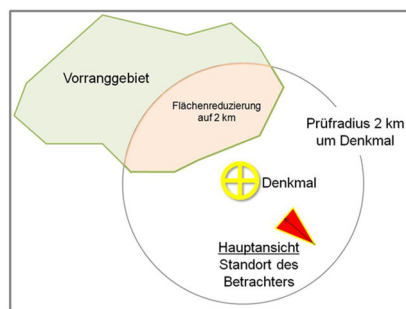 Vorranggebiet
Flächenreduzierung
auf 2 km
Prüfradius 2 km
um Denkmal
Denkmal
Hauptansicht
Standort des
Betrachters